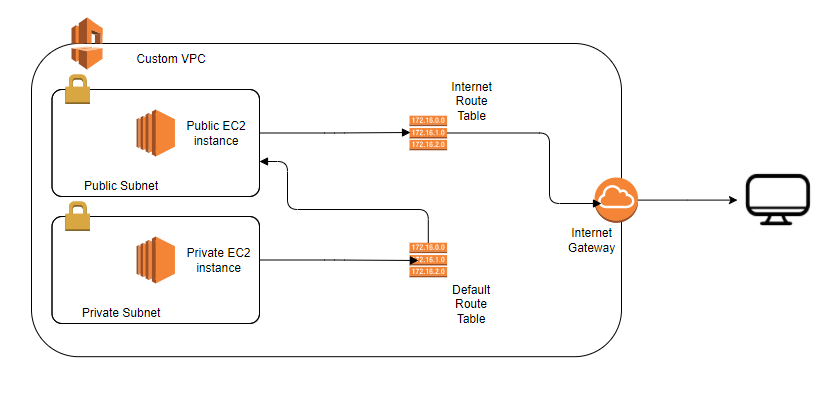 Custom VPC
Public EC2
instance
Public Subnet
Internet
Route
Table
172.16.0.0
172.16.1.0
172.16.2.0
Internet
Gateway
Private EC2
instance
Private Subnet
172.16.0.0
172.16.1.0
172.16.2.0
Default
Route
Table